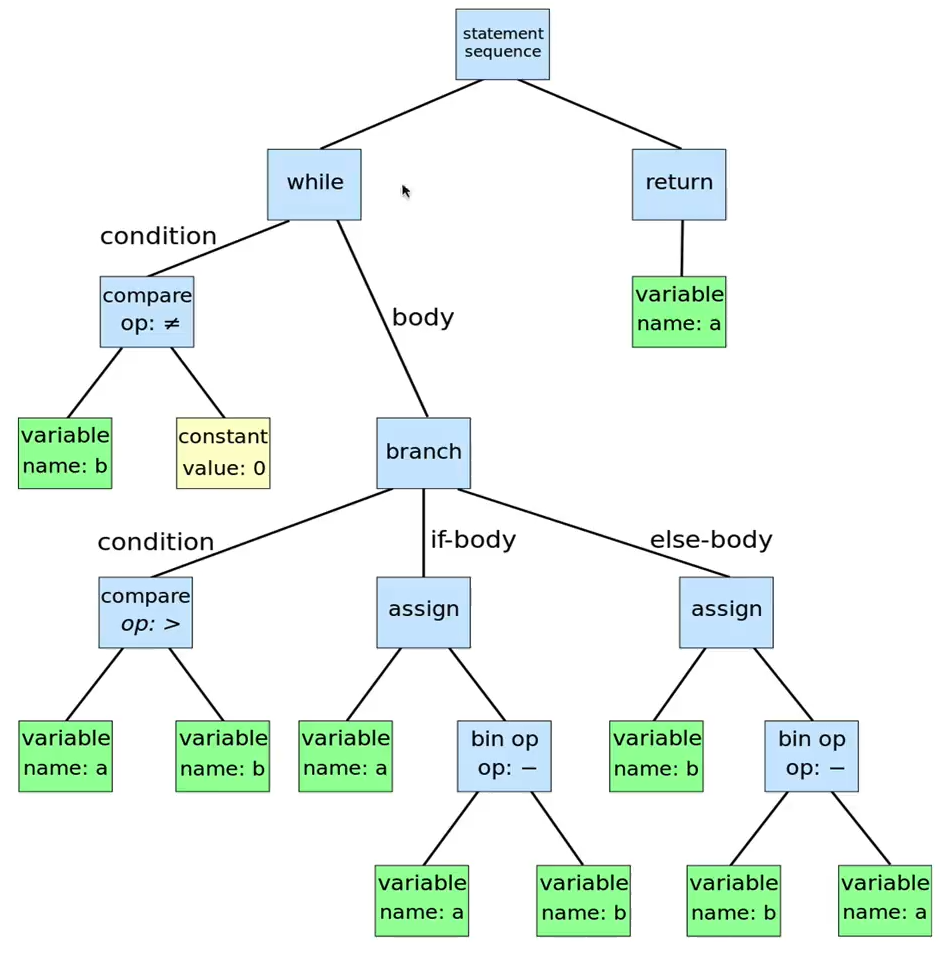 statement
sequence
while
return
condition
compare
op: ≠
variable
name: a
body
variable
name: b
constant
value: 0
branch
condition
if-body
else-body
compare
op: >
assign
assign
variable
name: a
variable
name: b
variable
name: a
bin op
op: −
variable
name: b
bin op
op: −
variable
name: a
variable
name: b
variable
name: b
variable
name: a